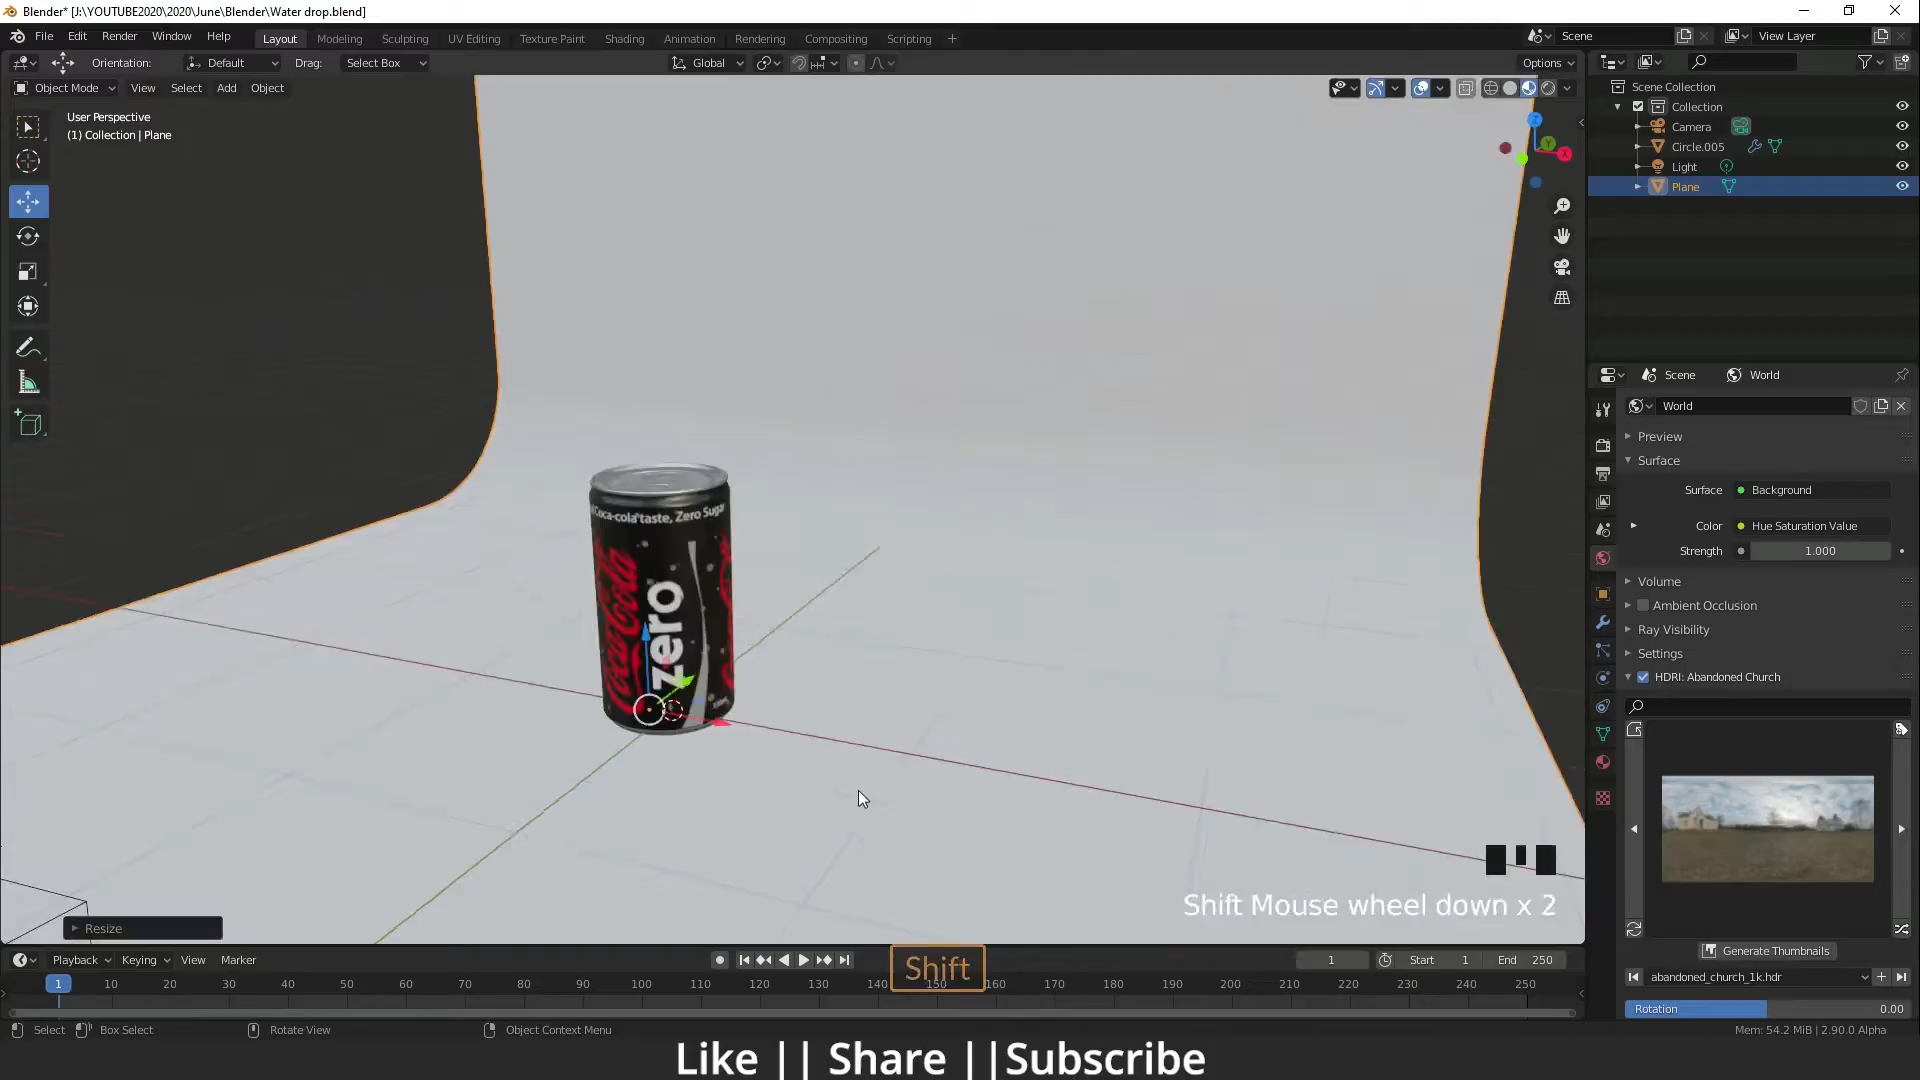 Blender* [J:\YOUTUBE2020\2020\June\Blender\Water drop.blend]
File Edit Render Window Help Layout Modeling Sculpting UV Editing Texture Paint Shading Animation Rendering Compositing Scripting + Scene View Layer
Orientation: Default Drag: Select Box Global Options
Object Mode View Select Add Object
User Perspective
(1) Collection | Plane
Scene Collection
Collection
Camera
Circle.005
Light
Plane
Z
Y
X
Scene World
World
Preview
Surface
Surface Background
Color Hue Saturation Value
Strength 1.000
Volume
Ambient Occlusion
Ray Visibility
Settings
HDRI: Abandoned Church
Coca-cola taste, Zero Sugar
Coca-Cola
zero
Shift Mouse wheel down x 2
Resize
Generate Thumbnails
abandoned_church_1k.hdr
Rotation 0.00
Playback Keying View Marker 1 Start 1 End 250
Shift
1 10 20 30 40 50 60 70 80 90 100 110 120 130 140 150 160 170 180 190 200 210 220 230 240 250
Select Box Select Rotate View Object Context Menu Mem: 54.2 MiB | 2.90.0 Alpha
Like || Share ||Subscribe